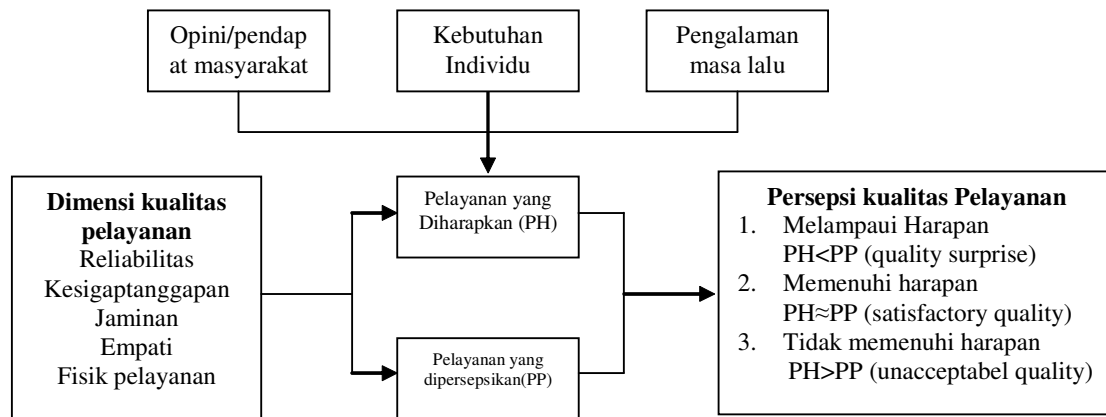 Opini/pendap
at masyarakat
Kebutuhan
Individu
Pengalaman
masa lalu
Dimensi kualitas
pelayanan
Reliabilitas
Kesigaptanggapan
Jaminan
Empati
Fisik pelayanan
Pelayanan yang
Diharapkan (PH)
Pelayanan yang
dipersepsikan(PP)
Persepsi kualitas Pelayanan
1. Melampaui Harapan
PH<PP (quality surprise)
2. Memenuhi harapan
PH≈PP (satisfactory quality)
3. Tidak memenuhi harapan
PH>PP (unacceptabel quality)